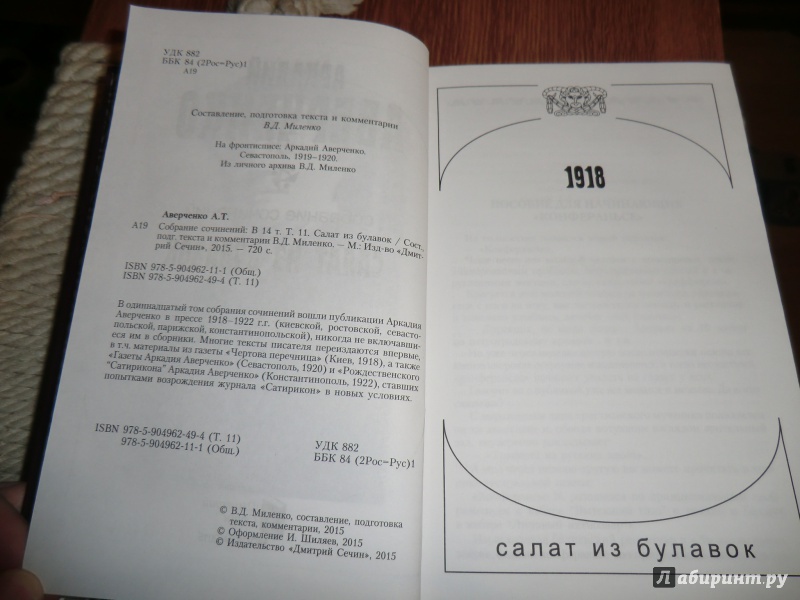 УДК 882
ББК 84 (2Рос=Рус)1
А19
Составление, подготовка текста и комментарии
В.Д. Миленко
На фронтисписе: Аркадий Аверченко.
Севастополь, 1919–1920.
Из личного архива В.Д. Миленко
Аверченко А.Т.
А19 Собрание сочинений: В 14 т. Т. 11. Салат из булавок / Сост.,
подг. текста и комментарии В.Д. Миленко. — М.: Изд-во «Дмит-
рий Сечин», 2015. — 720 с.
ISBN 978-5-904962-11-1 (Общ.)
ISBN 978-5-904962-49-4 (Т. 11)
В одиннадцатый том собрания сочинений вошли публикации Аркадия
Аверченко в прессе 1918–1922 г.г. (киевской, ростовской, севасто-
польской, парижской, константинопольской), никогда не включавши-
еся им в сборники. Многие тексты писателя переиздаются впервые,
в т.ч. материалы из газеты «Чертова перечница» (Киев, 1918), а также
«Газеты Аркадия Аверченко» (Севастополь, 1920) и «Рождественского
"Сатирикона" Аркадия Аверченко» (Константинополь, 1922), ставших
попытками возрождения журнала «Сатирикон» в новых условиях.
ISBN 978-5-904962-49-4 (Т. 11)
978-5-904962-11-1 (Общ.)
УДК 882
ББК 84 (2Рос=Рус)1
© В.Д. Миленко, составление, подготовка
текста, комментарии, 2015
© Оформление И. Шиляев, 2015
© Издательство «Дмитрий Сечин», 2015
1918
салат из булавок
Лабиринт.ру